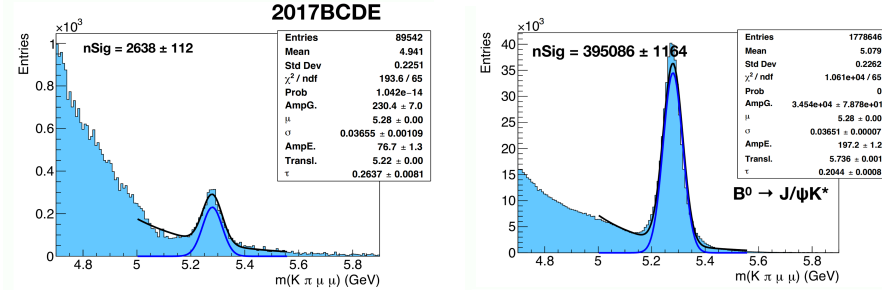 2017BCDE
×10³
nSig = 2638 ± 112
Entries 89542
Mean 4.941
Std Dev 0.2251
χ² / ndf 193.6 / 65
Prob 1.042e−14
AmpG. 230.4 ± 7.0
μ 5.28 ± 0.00
σ 0.03655 ± 0.00109
AmpE. 76.7 ± 1.3
Transl. 5.22 ± 0.00
τ 0.2637 ± 0.0081
Entries
1
0.8
0.6
0.4
0.2
0
4.8 5 5.2 5.4 5.6 5.8
m(K π μ μ) (GeV)
×10³
nSig = 395086 ± 1164
Entries 1778646
Mean 5.079
Std Dev 0.2262
χ² / ndf 1.061e+04 / 65
Prob 0
AmpG. 3.454e+04 ± 7.878e+01
μ 5.28 ± 0.00
σ 0.03651 ± 0.00007
AmpE. 197.2 ± 1.2
Transl. 5.736 ± 0.001
τ 0.2044 ± 0.0008
B⁰ → J/ψK*
Entries
40
35
30
25
20
15
10
5
0
4.8 5 5.2 5.4 5.6 5.8
m(K π μ μ) (GeV)